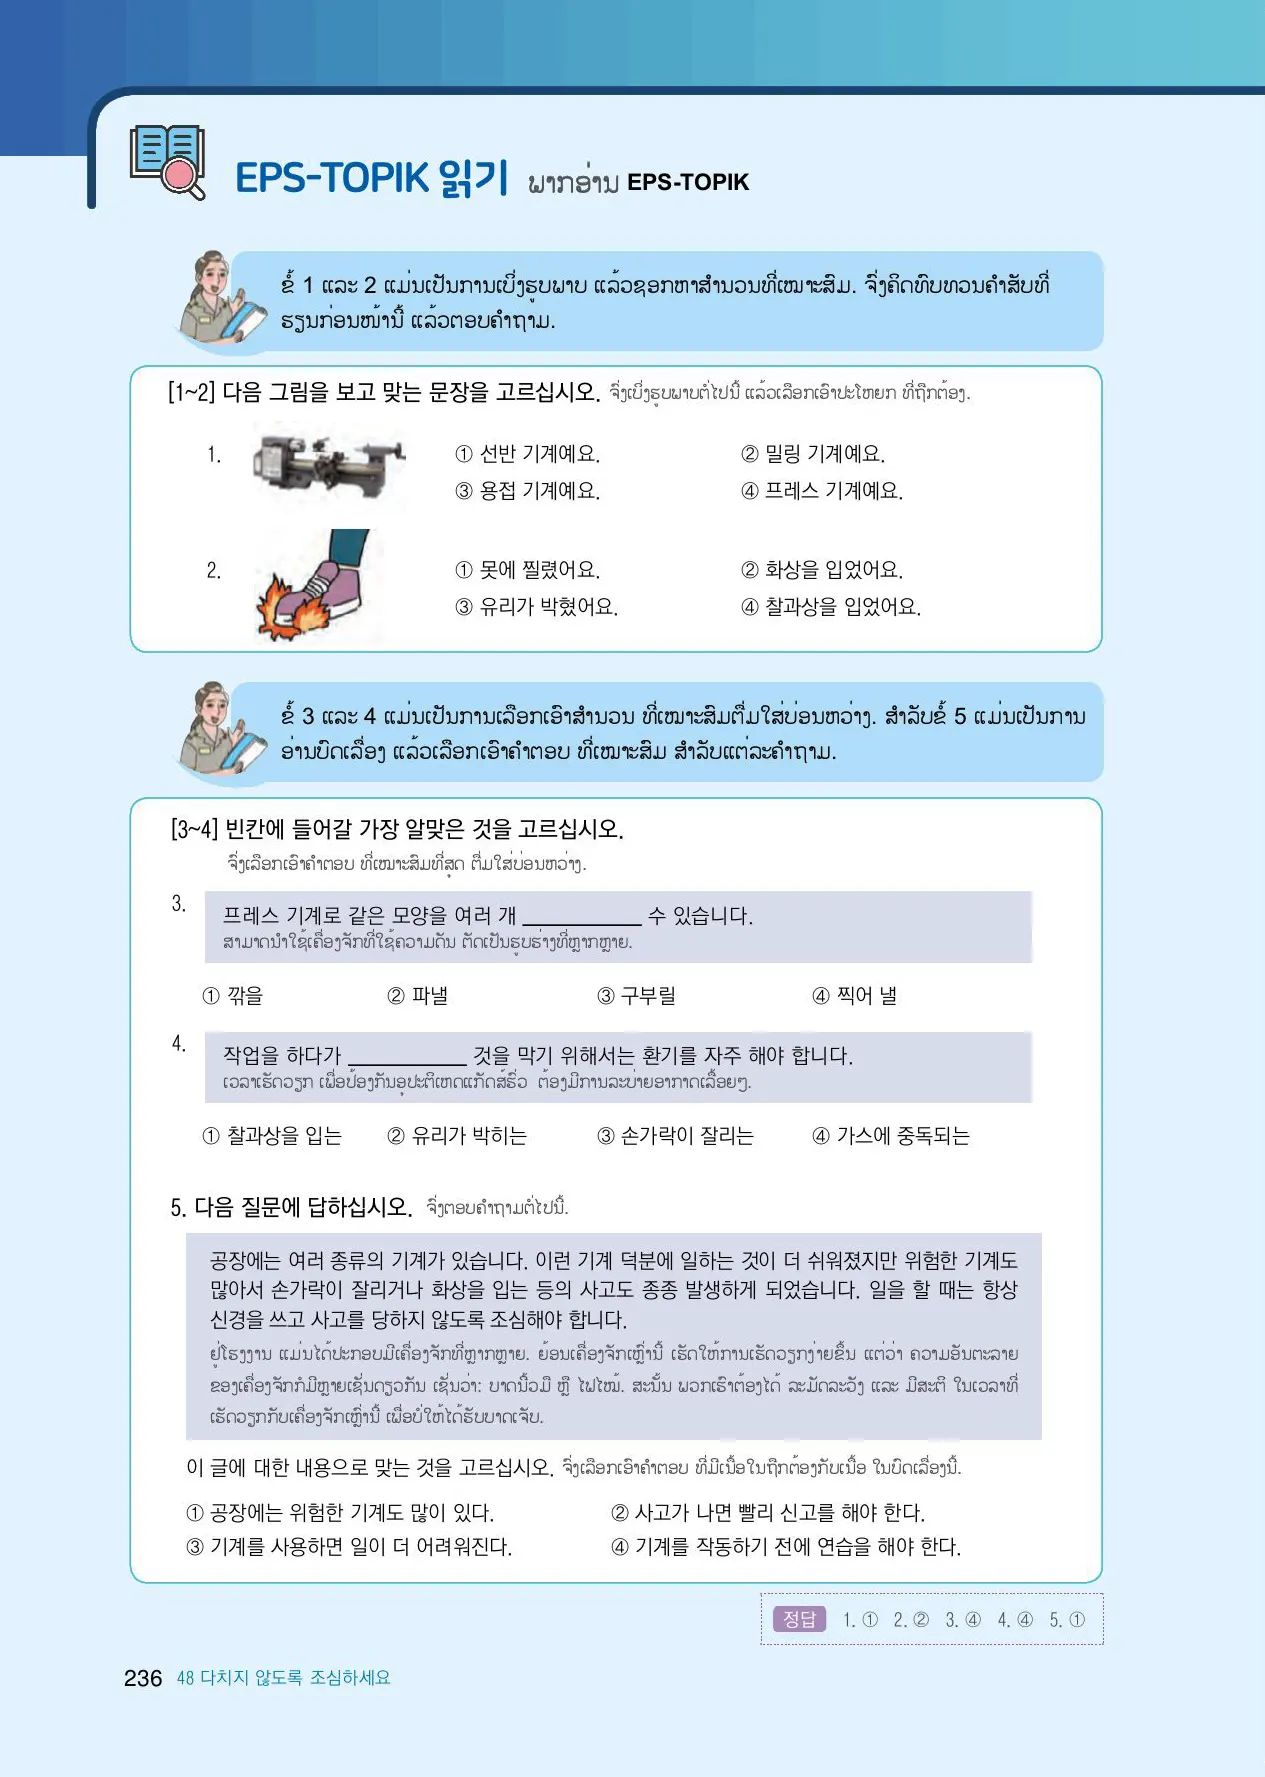 EPS-TOPIK 읽기 ພາກອ່ານ EPS-TOPIK
ຂໍ້ 1 ແລະ 2 ແມ່ນເປັນການເບິ່ງຮູບພາບ ແລ້ວຊອກຫາສຳນວນທີ່ເໝາະສົມ. ຈົ່ງຄິດທົບທວນຄຳສັບທີ່
ຮຽນກ່ອນໜ້ານີ້ ແລ້ວຕອບຄຳຖາມ.
[1~2] 다음 그림을 보고 맞는 문장을 고르십시오. ຈົ່ງເບິ່ງຮູບພາບຕໍ່ໄປນີ້ ແລ້ວເລືອກເອົາປະໂຫຍກ ທີ່ຖືກຕ້ອງ.
1. ① 선반 기계예요. ② 밀링 기계예요.
③ 용접 기계예요. ④ 프레스 기계예요.
2. ① 못에 찔렸어요. ② 화상을 입었어요.
③ 유리가 박혔어요. ④ 찰과상을 입었어요.
ຂໍ້ 3 ແລະ 4 ແມ່ນເປັນການເລືອກເອົາສຳນວນ ທີ່ເໝາະສົມຕື່ມໃສ່ບ່ອນຫວ່າງ. ສຳລັບຂໍ້ 5 ແມ່ນເປັນການ
ອ່ານບົດເລື່ອງ ແລ້ວເລືອກເອົາຄຳຕອບ ທີ່ເໝາະສົມ ສຳລັບແຕ່ລະຄຳຖາມ.
[3~4] 빈칸에 들어갈 가장 알맞은 것을 고르십시오.
ຈົ່ງເລືອກເອົາຄຳຕອບ ທີ່ເໝາະສົມທີ່ສຸດ ຕື່ມໃສ່ບ່ອນຫວ່າງ.
3. 프레스 기계로 같은 모양을 여러 개 ____________ 수 있습니다.
ສາມາດນຳໃຊ້ເຄື່ອງຈັກທີ່ໃຊ້ຄວາມດັນ ຕັດເປັນຮູບຮ່າງທີ່ຫຼາກຫຼາຍ.
① 깎을 ② 파낼 ③ 구부릴 ④ 찍어 낼
4. 작업을 하다가 ____________ 것을 막기 위해서는 환기를 자주 해야 합니다.
ເວລາເຮັດວຽກ ເພື່ອປ້ອງກັນອຸປະຕິເຫດແກັດສ໌ຮົ່ວ ຕ້ອງມີການລະບາຍອາກາດເລື້ອຍໆ.
① 찰과상을 입는 ② 유리가 박히는 ③ 손가락이 잘리는 ④ 가스에 중독되는
5. 다음 질문에 답하십시오. ຈົ່ງຕອບຄຳຖາມຕໍ່ໄປນີ້.
공장에는 여러 종류의 기계가 있습니다. 이런 기계 덕분에 일하는 것이 더 쉬워졌지만 위험한 기계도
많아서 손가락이 잘리거나 화상을 입는 등의 사고도 종종 발생하게 되었습니다. 일을 할 때는 항상
신경을 쓰고 사고를 당하지 않도록 조심해야 합니다.
ຢູ່ໂຮງງານ ແມ່ນໄດ້ປະກອບມີເຄື່ອງຈັກທີ່ຫຼາກຫຼາຍ. ຍ້ອນເຄື່ອງຈັກເຫຼົ່ານີ້ ເຮັດໃຫ້ການເຮັດວຽກງ່າຍຂຶ້ນ ແຕ່ວ່າ ຄວາມອັນຕະລາຍ
ຂອງເຄື່ອງຈັກກໍມີຫຼາຍເຊັ່ນດຽວກັນ ເຊັ່ນວ່າ: ບາດນິ້ວມື ຫຼື ໄຟໄໝ້. ສະນັ້ນ ພວກເຮົາຕ້ອງໄດ້ ລະມັດລະວັງ ແລະ ມີສະຕິ ໃນເວລາທີ່
ເຮັດວຽກກັບເຄື່ອງຈັກເຫຼົ່ານີ້ ເພື່ອບໍ່ໃຫ້ໄດ້ຮັບບາດເຈັບ.
이 글에 대한 내용으로 맞는 것을 고르십시오. ຈົ່ງເລືອກເອົາຄຳຕອບ ທີ່ມີເນື້ອໃນຖືກຕ້ອງກັບເນື້ອ ໃນບົດເລື່ອງນີ້.
① 공장에는 위험한 기계도 많이 있다. ② 사고가 나면 빨리 신고를 해야 한다.
③ 기계를 사용하면 일이 더 어려워진다. ④ 기계를 작동하기 전에 연습을 해야 한다.
정답 1. ① 2. ② 3. ④ 4. ④ 5. ①
236 48 다치지 않도록 조심하세요